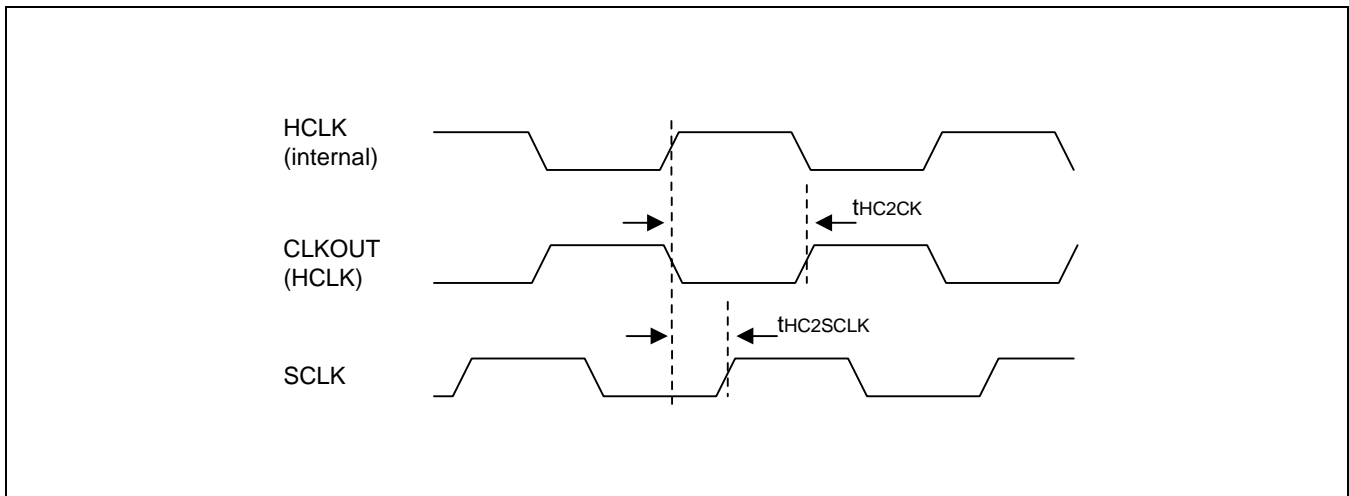 HCLK
(internal)
tHC2CK
CLKOUT
(HCLK)
tHC2SCLK
SCLK